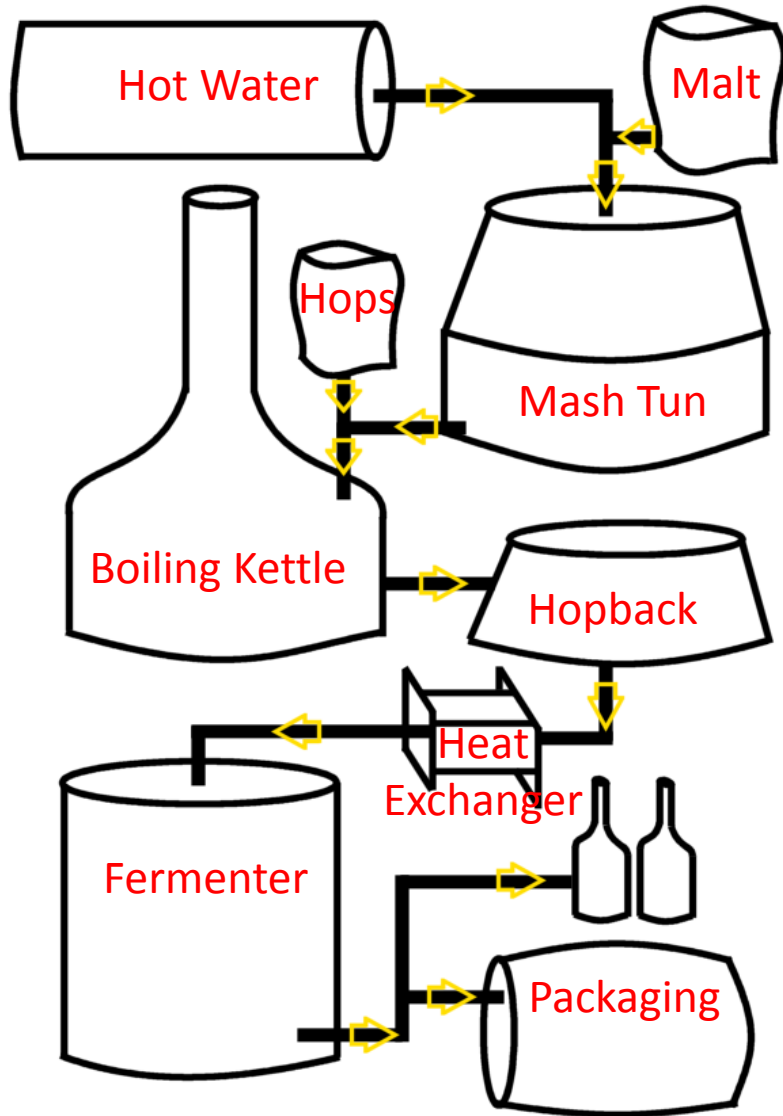 Hot Water
Malt
Hops
Mash Tun
Boiling Kettle
Hopback
Heat
Exchanger
Fermenter
Packaging